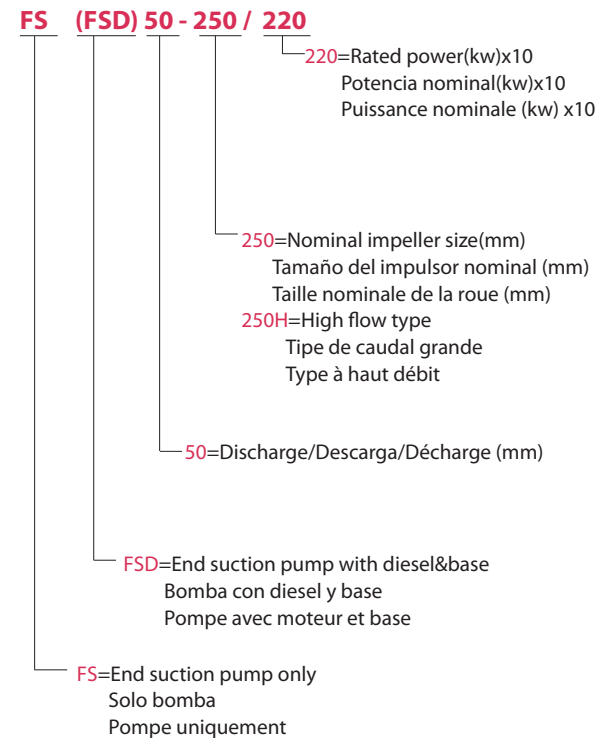 FS (FSD) 50 - 250 / 220
220=Rated power(kw)x10
Potencia nominal(kw)x10
Puissance nominale (kw) x10
250=Nominal impeller size(mm)
Tamaño del impulsor nominal (mm)
Taille nominale de la roue (mm)
250H=High flow type
Tipe de caudal grande
Type à haut débit
50=Discharge/Descarga/Décharge (mm)
FSD=End suction pump with diesel&base
Bomba con diesel y base
Pompe avec moteur et base
FS=End suction pump only
Solo bomba
Pompe uniquement